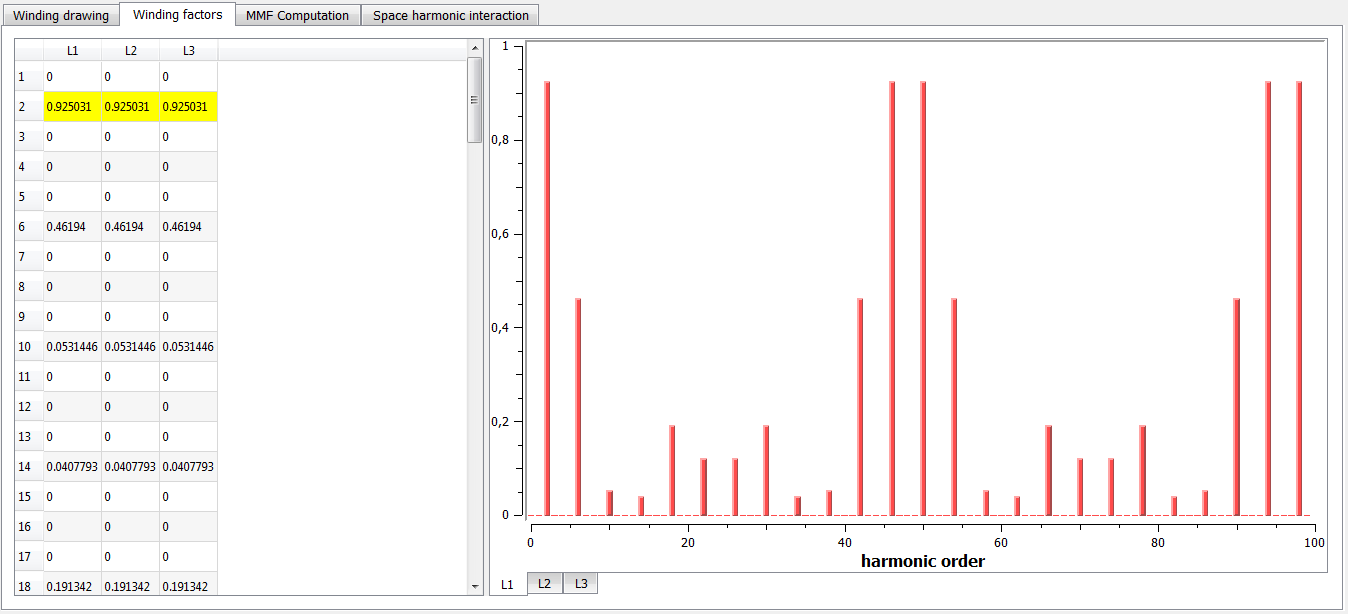 Winding drawing Winding factors MMF Computation Space harmonic interaction
L1 L2 L3
1 0 0 0
2 0.925031 0.925031 0.925031
3 0 0 0
4 0 0 0
5 0 0 0
6 0.46194 0.46194 0.46194
7 0 0 0
8 0 0 0
9 0 0 0
10 0.0531446 0.0531446 0.0531446
11 0 0 0
12 0 0 0
13 0 0 0
14 0.0407793 0.0407793 0.0407793
15 0 0 0
16 0 0 0
17 0 0 0
18 0.191342 0.191342 0.191342
1
0,8
0,6
0,4
0,2
0
0 20 40 60 80 100
harmonic order
L1 L2 L3